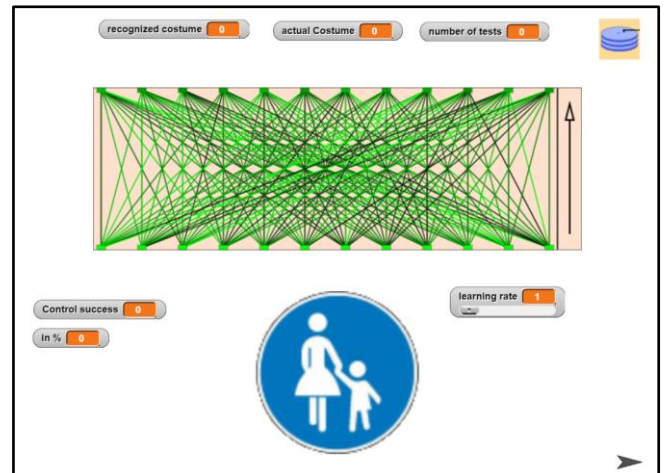 recognized costume 0
actual Costume 0
number of tests 0
Control success 0
learning rate 1
in % 0